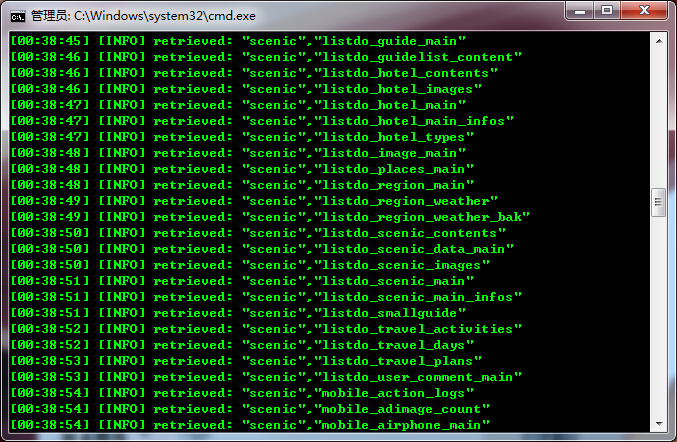 管理员: C:\Windows\system32\cmd.exe
[00:38:45] [INFO] retrieved: "scenic","listdo_guide_main"
[00:38:46] [INFO] retrieved: "scenic","listdo_guidelist_content"
[00:38:46] [INFO] retrieved: "scenic","listdo_hotel_contents"
[00:38:46] [INFO] retrieved: "scenic","listdo_hotel_images"
[00:38:47] [INFO] retrieved: "scenic","listdo_hotel_main"
[00:38:47] [INFO] retrieved: "scenic","listdo_hotel_main_infos"
[00:38:47] [INFO] retrieved: "scenic","listdo_hotel_types"
[00:38:48] [INFO] retrieved: "scenic","listdo_image_main"
[00:38:48] [INFO] retrieved: "scenic","listdo_places_main"
[00:38:48] [INFO] retrieved: "scenic","listdo_region_main"
[00:38:49] [INFO] retrieved: "scenic","listdo_region_weather"
[00:38:49] [INFO] retrieved: "scenic","listdo_region_weather_bak"
[00:38:50] [INFO] retrieved: "scenic","listdo_scenic_contents"
[00:38:50] [INFO] retrieved: "scenic","listdo_scenic_data_main"
[00:38:50] [INFO] retrieved: "scenic","listdo_scenic_images"
[00:38:51] [INFO] retrieved: "scenic","listdo_scenic_main"
[00:38:51] [INFO] retrieved: "scenic","listdo_scenic_main_infos"
[00:38:51] [INFO] retrieved: "scenic","listdo_smallguide"
[00:38:52] [INFO] retrieved: "scenic","listdo_travel_activities"
[00:38:52] [INFO] retrieved: "scenic","listdo_travel_days"
[00:38:53] [INFO] retrieved: "scenic","listdo_travel_plans"
[00:38:53] [INFO] retrieved: "scenic","listdo_user_comment_main"
[00:38:54] [INFO] retrieved: "scenic","mobile_action_logs"
[00:38:54] [INFO] retrieved: "scenic","mobile_adimage_count"
[00:38:54] [INFO] retrieved: "scenic","mobile_airphone_main"